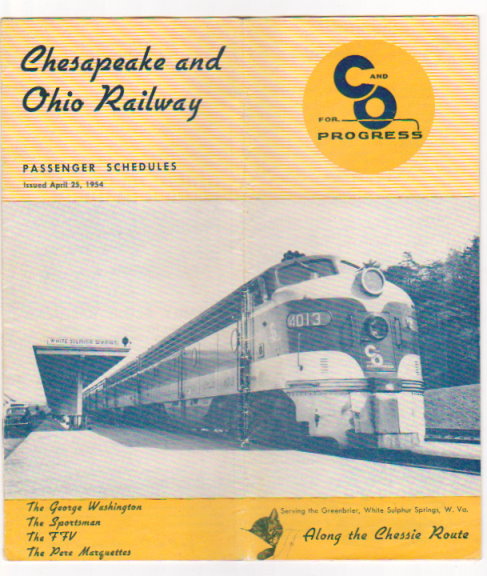 Chesapeake and
Ohio Railway
C AND
O
FOR
PROGRESS
PASSENGER SCHEDULES
Issued April 25, 1954
WHITE SULPHUR SPRINGS
4013
C
O
The George Washington
The Sportsman
The FFV
The Pere Marquettes
Serving the Greenbrier, White Sulphur Springs, W. Va.
Along the Chessie Route